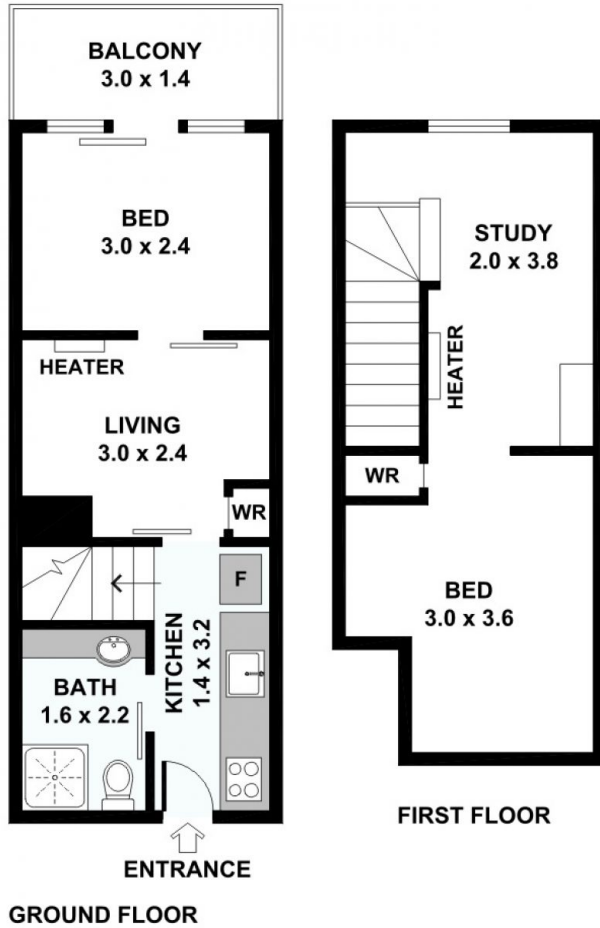 BALCONY
3.0 x 1.4
BED
3.0 x 2.4
HEATER
LIVING
3.0 x 2.4
WR
F
KITCHEN
1.4 x 3.2
BATH
1.6 x 2.2
ENTRANCE
GROUND FLOOR
STUDY
2.0 x 3.8
HEATER
WR
BED
3.0 x 3.6
FIRST FLOOR